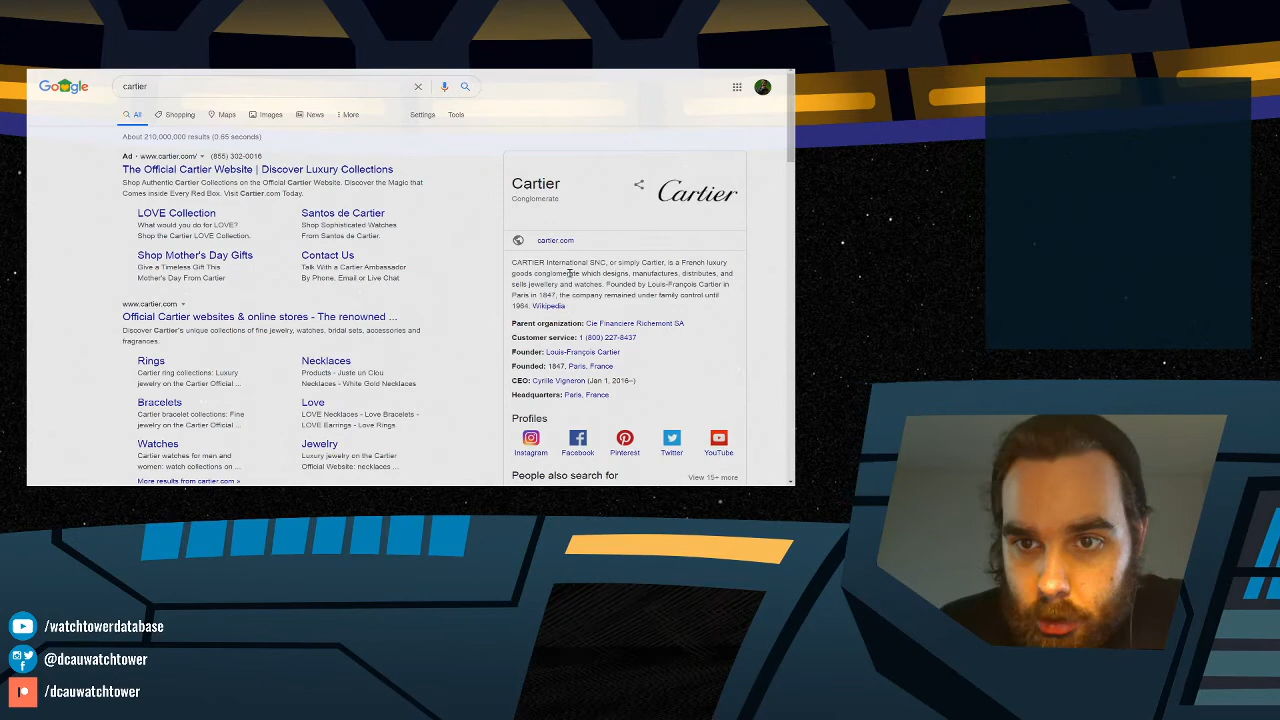 Google
cartier
All
Shopping
Maps
Images
News
More
Settings
Tools
About 210,000,000 results (0.65 seconds)
Ad · www.cartier.com/ (855) 302-0016
The Official Cartier Website | Discover Luxury Collections
Shop Authentic Cartier Collections on the Official Cartier Website. Discover the Magic that
Comes inside Every Red Box. Visit Cartier.com Today.
LOVE Collection
What would you do for LOVE?
Shop the Cartier LOVE Collection.
Santos de Cartier
Shop Sophisticated Watches
From Santos de Cartier.
Shop Mother's Day Gifts
Give a Timeless Gift This
Mother's Day From Cartier
Contact Us
Talk With a Cartier Ambassador
By Phone, Email or Live Chat
www.cartier.com
Official Cartier websites & online stores - The renowned ...
Discover Cartier's unique collections of fine jewelry, watches, bridal sets, accessories and
fragrances.
Rings
Cartier ring collections: Luxury
jewelry on the Cartier Official ...
Necklaces
Products - Juste un Clou
Necklaces - White Gold Necklaces
Bracelets
Cartier bracelet collections: Fine
jewelry on the Cartier Official ...
Love
LOVE Necklaces - Love Bracelets -
LOVE Earrings - Love Rings
Watches
Cartier watches for men and
women: watch collections on ...
Jewelry
Luxury jewelry on the Cartier
Official Website: necklaces ...
More results from cartier.com »
Cartier
Conglomerate
Cartier
cartier.com
CARTIER International SNC, or simply Cartier, is a French luxury
goods conglomerate which designs, manufactures, distributes, and
sells jewellery and watches. Founded by Louis-François Cartier in
Paris in 1847, the company remained under family control until
1964. Wikipedia
Parent organization: Cie Financiere Richemont SA
Customer service: 1 (800) 227-8437
Founder: Louis-François Cartier
Founded: 1847, Paris, France
CEO: Cyrille Vigneron (Jan 1, 2016–)
Headquarters: Paris, France
Profiles
Instagram
Facebook
Pinterest
Twitter
YouTube
People also search for
View 15+ more
/watchtowerdatabase
@dcauwatchtower
/dcauwatchtower